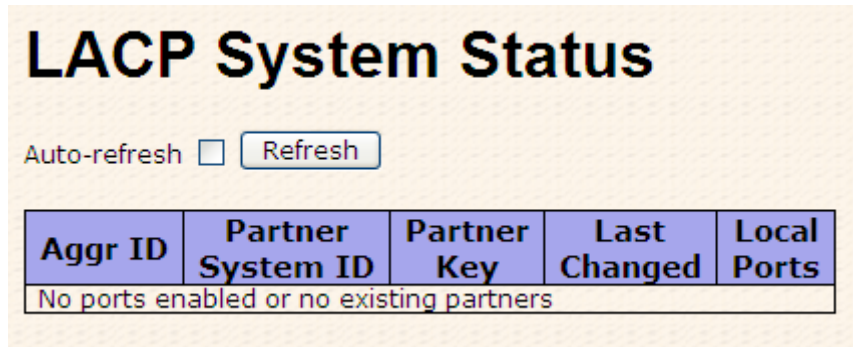 LACP System Status
Auto-refresh Refresh
Aggr ID Partner System ID Partner Key Last Changed Local Ports
No ports enabled or no existing partners